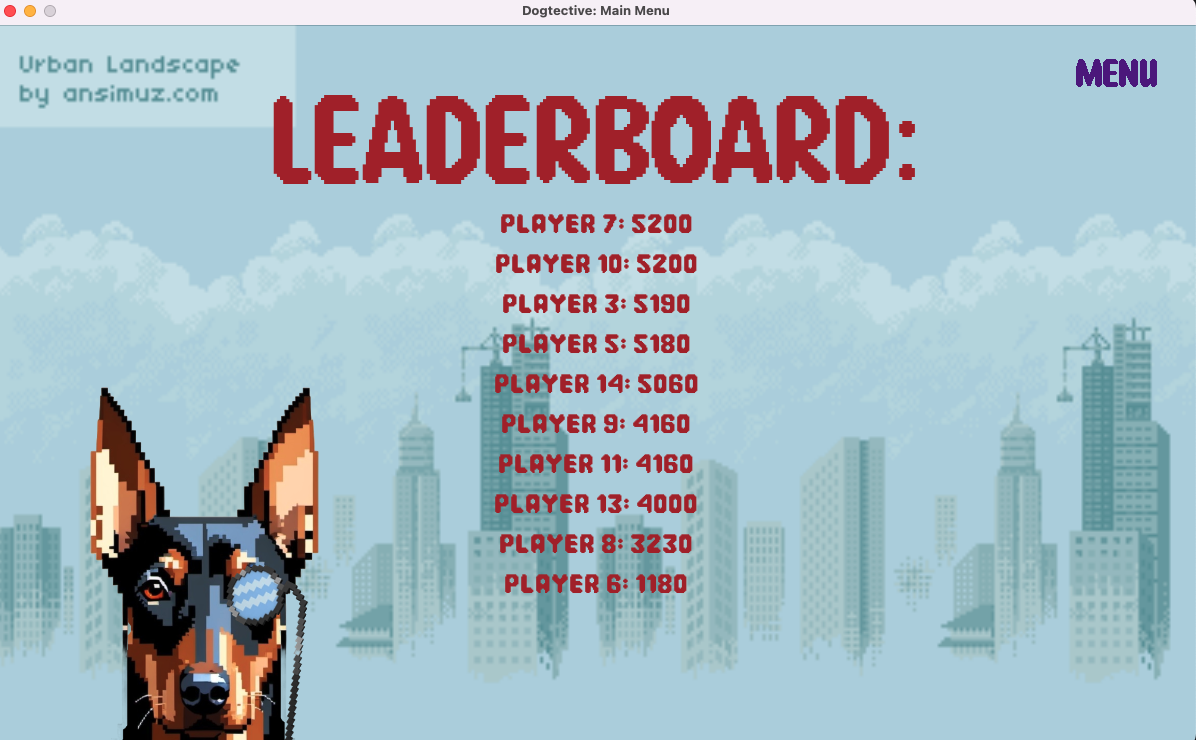 Dogtective: Main Menu
Urban Landscape
by ansimuz.com
MENU
LEADERBOARD:
PLAYER 7: 5200
PLAYER 10: 5200
PLAYER 3: 5190
PLAYER 5: 5180
PLAYER 14: 5060
PLAYER 9: 4160
PLAYER 11: 4160
PLAYER 13: 4000
PLAYER 8: 3230
PLAYER 6: 1180